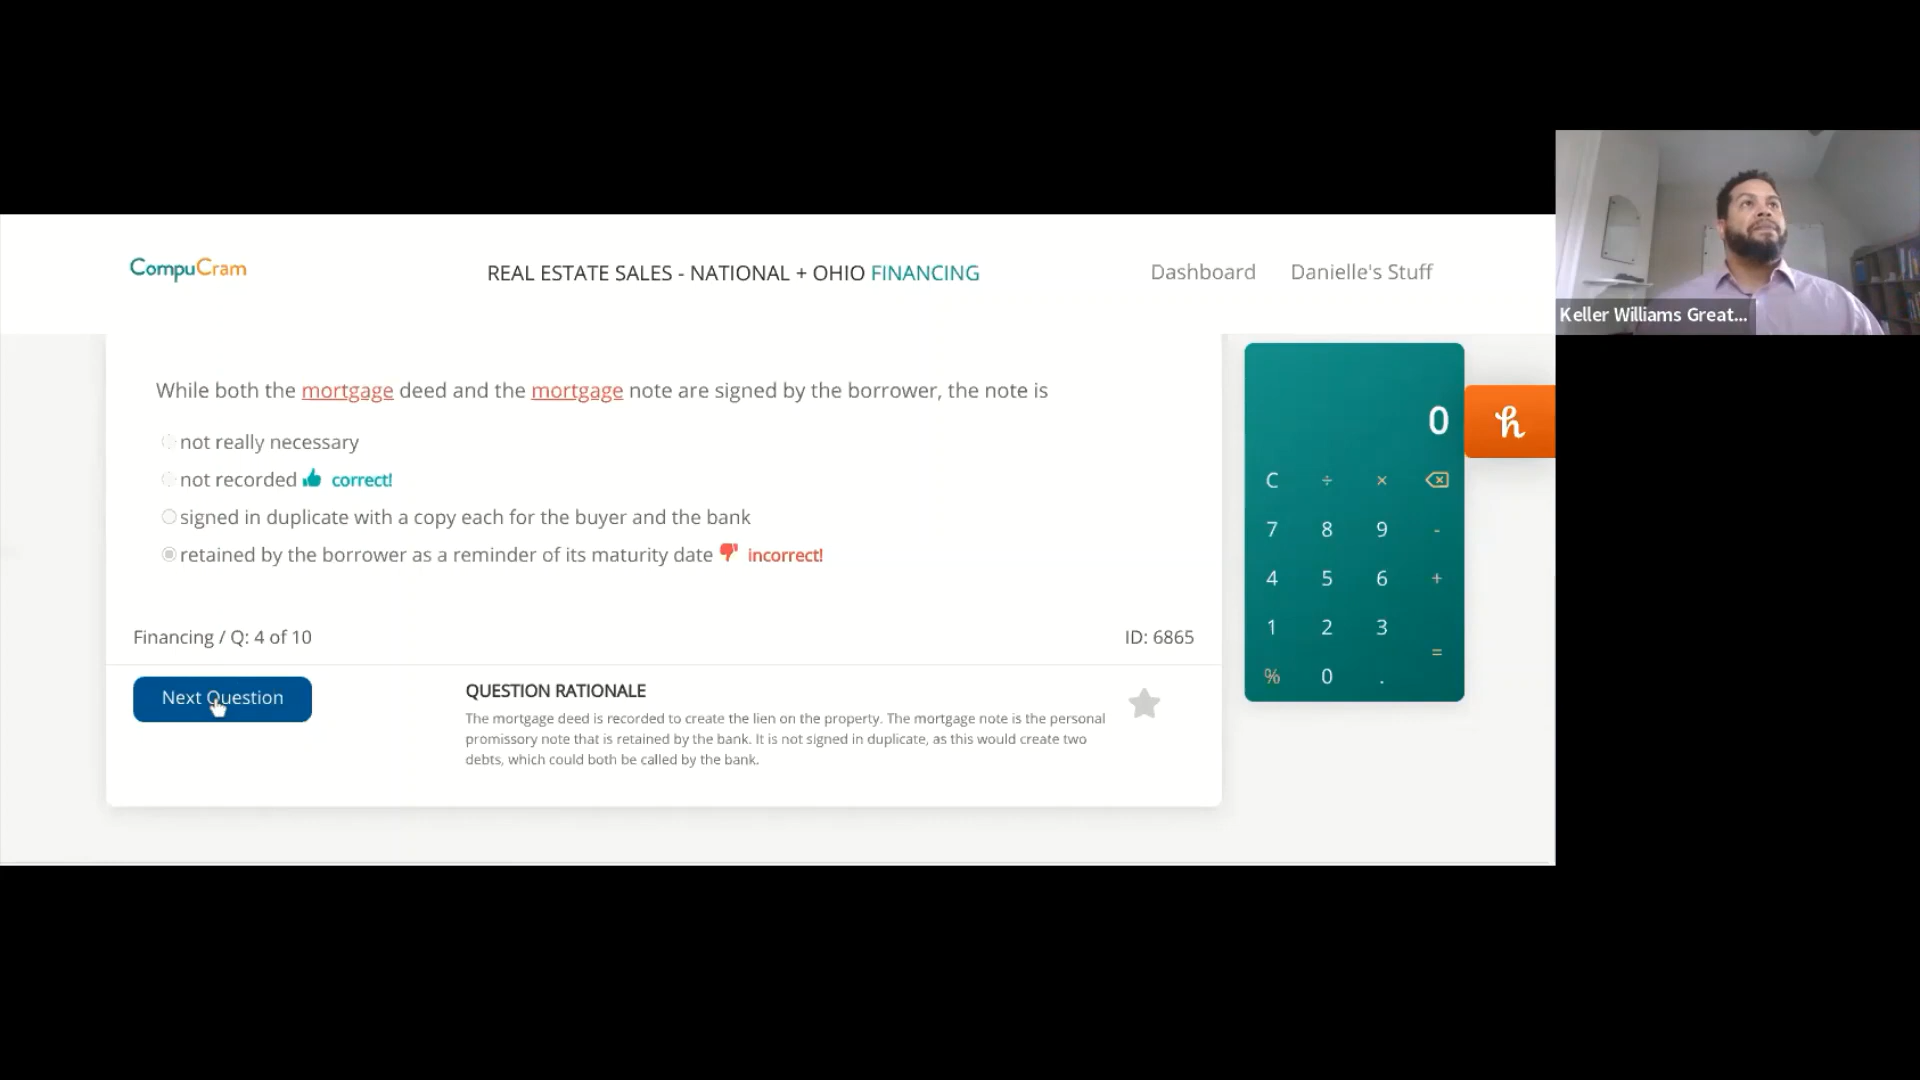 CompuCram
REAL ESTATE SALES - NATIONAL + OHIO FINANCING
Dashboard
Danielle's Stuff
Keller Williams Great...
While both the mortgage deed and the mortgage note are signed by the borrower, the note is
not really necessary
not recorded correct!
signed in duplicate with a copy each for the buyer and the bank
retained by the borrower as a reminder of its maturity date incorrect!
Financing / Q: 4 of 10
ID: 6865
Next Question
QUESTION RATIONALE
The mortgage deed is recorded to create the lien on the property. The mortgage note is the personal
promissory note that is retained by the bank. It is not signed in duplicate, as this would create two
debts, which could both be called by the bank.
0
h
C ÷ ×
7 8 9 -
4 5 6 +
1 2 3
=
% 0 .